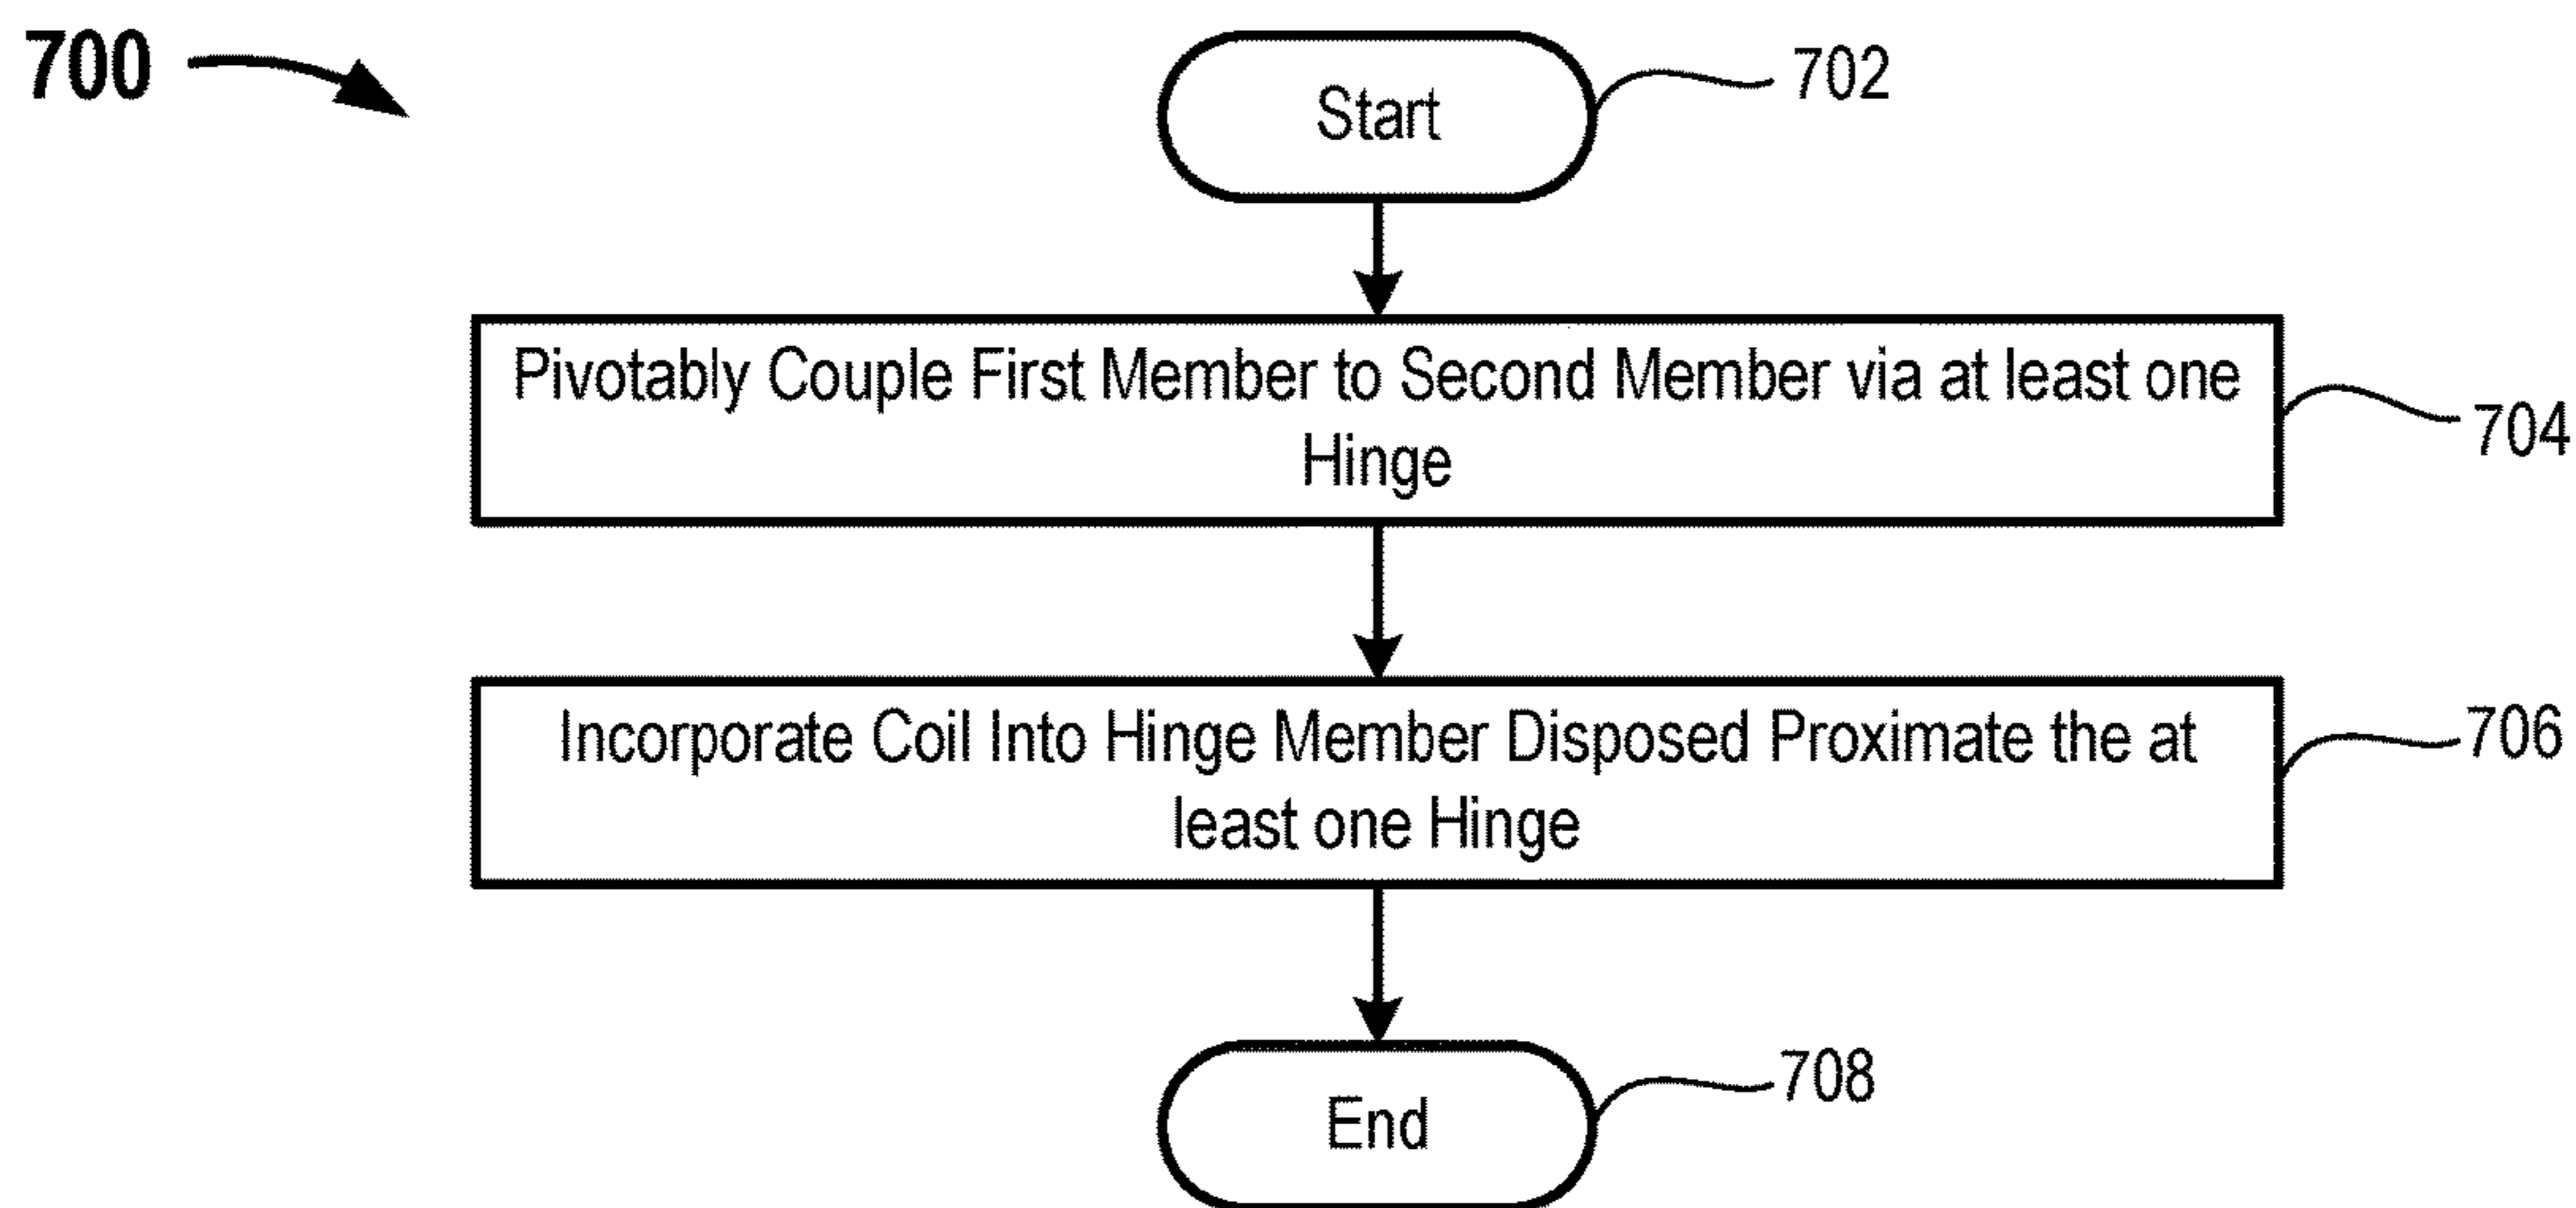 700
Start
702
Pivotably Couple First Member to Second Member via at least one
Hinge
704
Incorporate Coil Into Hinge Member Disposed Proximate the at
least one Hinge
706
End
708